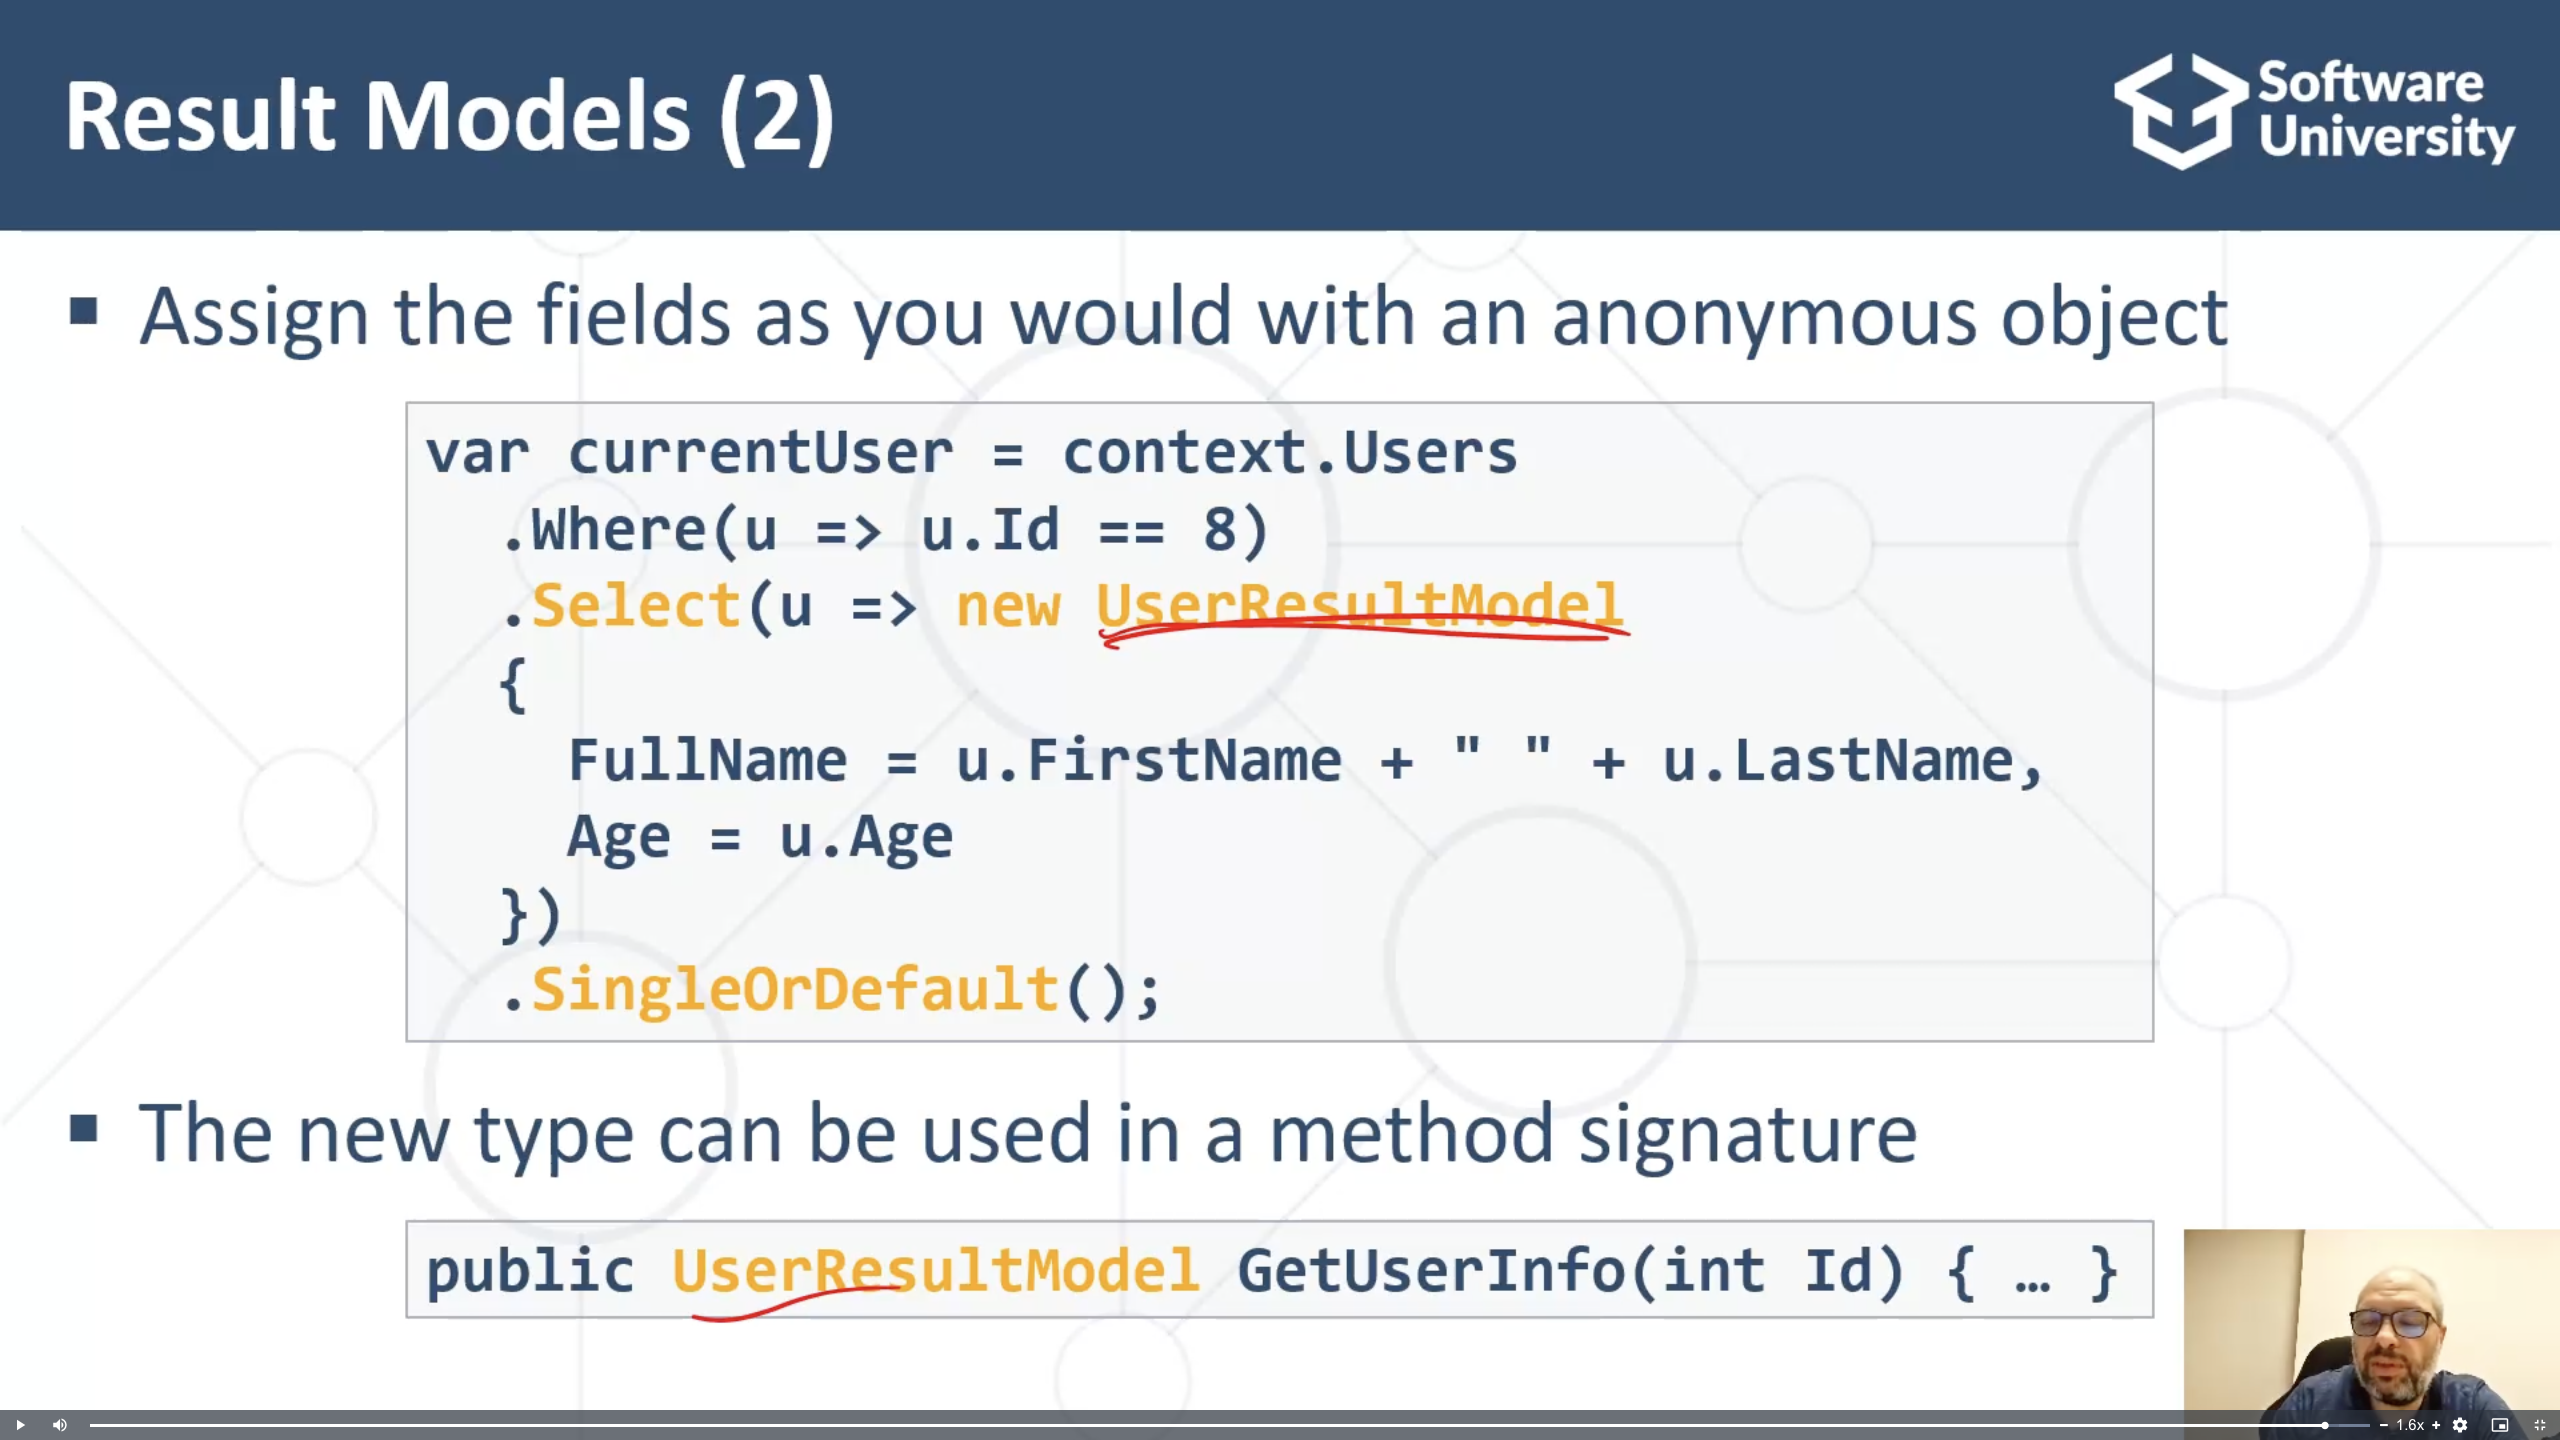 Result Models (2)
Software
University
▪ Assign the fields as you would with an anonymous object
var currentUser = context.Users
.Where(u => u.Id == 8)
.Select(u => new UserResultModel
{
FullName = u.FirstName + " " + u.LastName,
Age = u.Age
})
.SingleOrDefault();
▪ The new type can be used in a method signature
public UserResultModel GetUserInfo(int Id) { … }
− 1.6x +